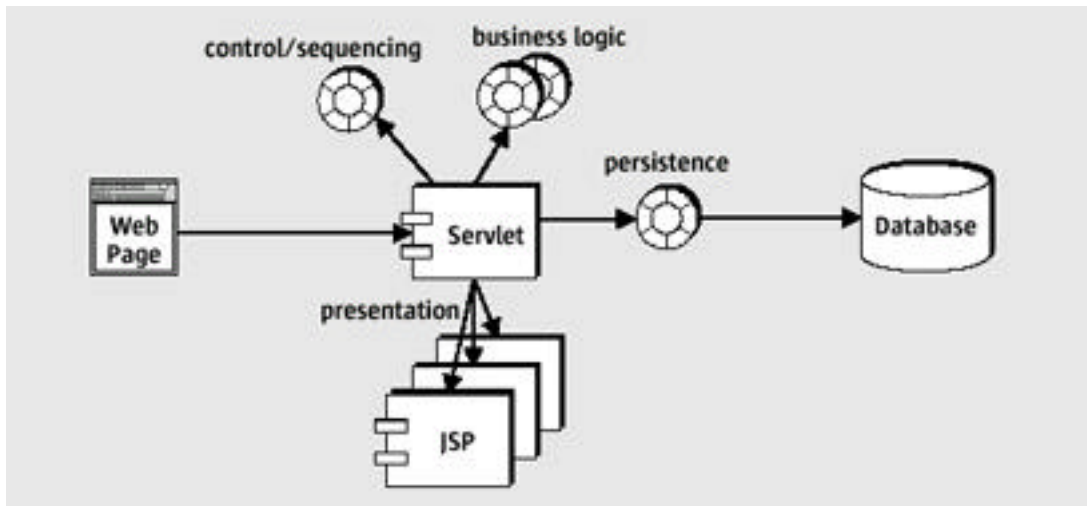 control/sequencing
business logic
persistence
Web
Page
Servlet
Database
presentation
JSP